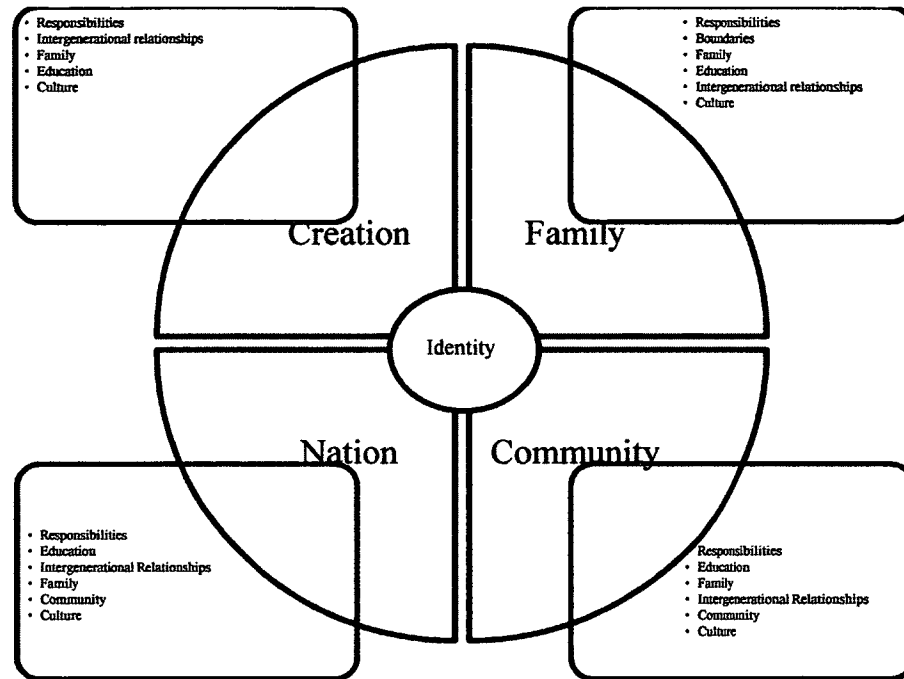 • Responsibilities
• Intergenerational relationships
• Family
• Education
• Culture
• Responsibilities
• Boundaries
• Family
• Education
• Intergenerational relationships
• Culture
Creation
Family
Identity
Nation
Community
• Responsibilities
• Education
• Intergenerational Relationships
• Family
• Community
• Culture
Responsibilities
• Education
• Family
• Intergenerational Relationships
• Community
• Culture